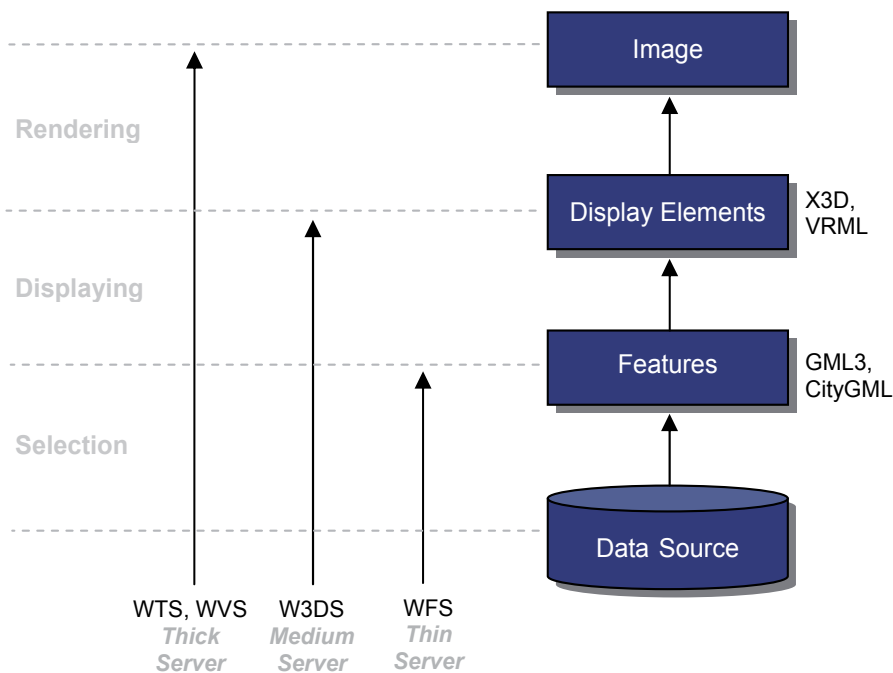 Image
Rendering
Display Elements
X3D,
VRML
Displaying
Features
GML3,
CityGML
Selection
Data Source
WTS, WVS
Thick
Server
W3DS
Medium
Server
WFS
Thin
Server